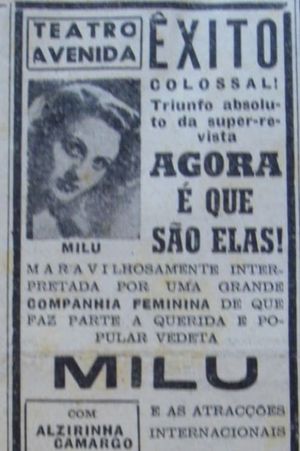 TEATRO
AVENIDA
ÊXITO
COLOSSAL!
Triunfo absolu-
to da super-re-
vista
AGORA
É QUE
SÃO ELAS!
MILU
MARAVILHOSAMENTE INTER-
PRETADA POR UMA GRANDE
COMPANHIA FEMININA DE QUE
FAZ PARTE A QUERIDA E PO-
PULAR VEDETA
MILU
COM
ALZIRINHA
CAMARGO
E AS ATRACÇÕES
INTERNACIONAIS